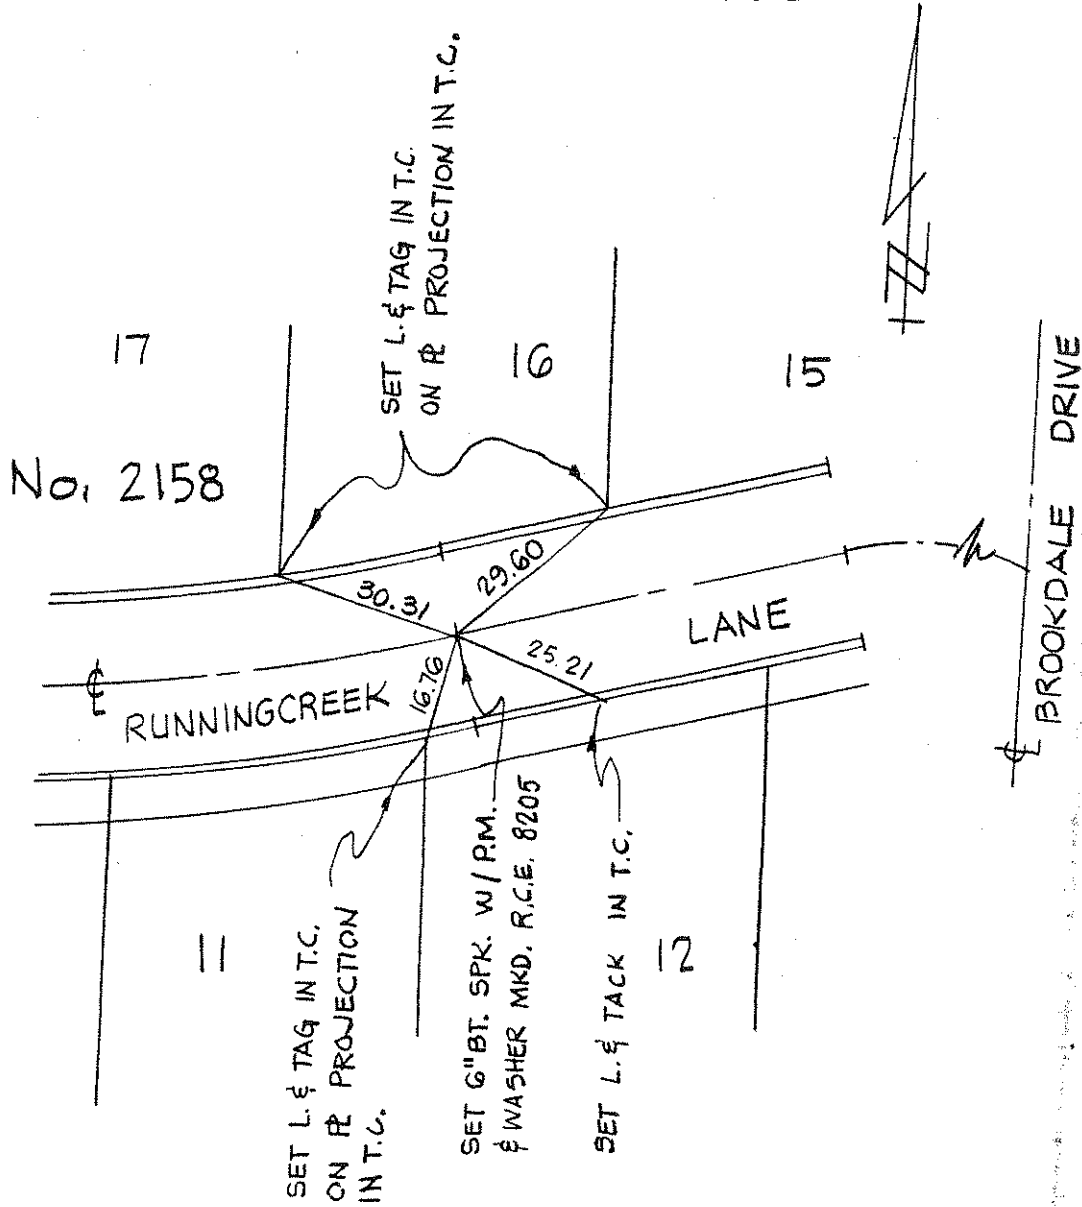 SET L. & TAG IN T.C.
ON ⅊ PROJECTION IN T.C.
N
17
16
15
No. 2158
30.31
29.60
16.76
25.21
℄
RUNNINGCREEK
LANE
℄ BROOKDALE DRIVE
11
12
SET L. & TAG IN T.C.
ON ⅊ PROJECTION
IN T.C.
SET 6" BT. SPK. W/ P.M.
& WASHER MKD. R.C.E. 8205
SET L. & TACK IN T.C.